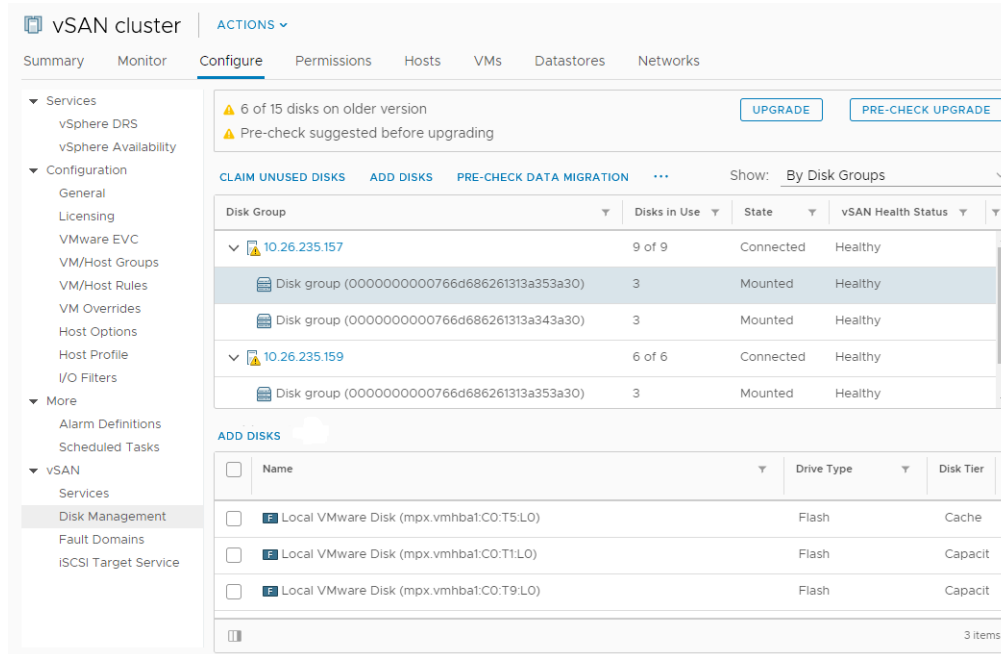 vSAN cluster ACTIONS
Summary Monitor Configure Permissions Hosts VMs Datastores Networks
Services
vSphere DRS
vSphere Availability
Configuration
General
Licensing
VMware EVC
VM/Host Groups
VM/Host Rules
VM Overrides
Host Options
Host Profile
I/O Filters
More
Alarm Definitions
Scheduled Tasks
vSAN
Services
Disk Management
Fault Domains
iSCSI Target Service
6 of 15 disks on older version
Pre-check suggested before upgrading
UPGRADE PRE-CHECK UPGRADE
CLAIM UNUSED DISKS ADD DISKS PRE-CHECK DATA MIGRATION ... Show: By Disk Groups
Disk Group Disks in Use State vSAN Health Status
10.26.235.157 9 of 9 Connected Healthy
Disk group (0000000000766d686261313a353a30) 3 Mounted Healthy
Disk group (0000000000766d686261313a343a30) 3 Mounted Healthy
10.26.235.159 6 of 6 Connected Healthy
Disk group (0000000000766d686261313a353a30) 3 Mounted Healthy
ADD DISKS
Name Drive Type Disk Tier
F Local VMware Disk (mpx.vmhba1:C0:T5:L0) Flash Cache
F Local VMware Disk (mpx.vmhba1:C0:T1:L0) Flash Capacit
F Local VMware Disk (mpx.vmhba1:C0:T9:L0) Flash Capacit
3 items